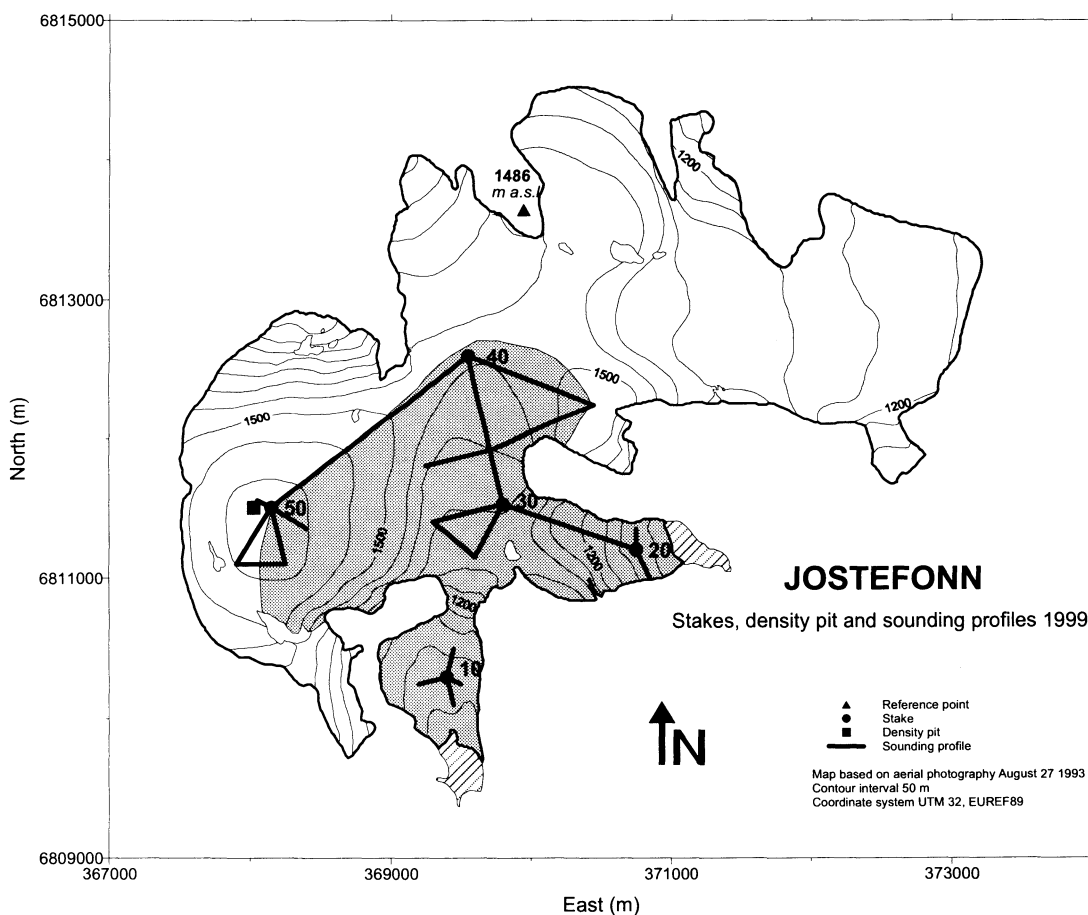 6815000
1200
1486
m a.s.l
6813000
North (m)
40
1500
1500
1200
50
30
1500
1200
20
6811000
JOSTEFONN
Stakes, density pit and sounding profiles 1999
1200
10
N
Reference point
Stake
Density pit
Sounding profile
Map based on aerial photography August 27 1993
Contour interval 50 m
Coordinate system UTM 32, EUREF89
6809000
367000
369000
371000
373000
East (m)